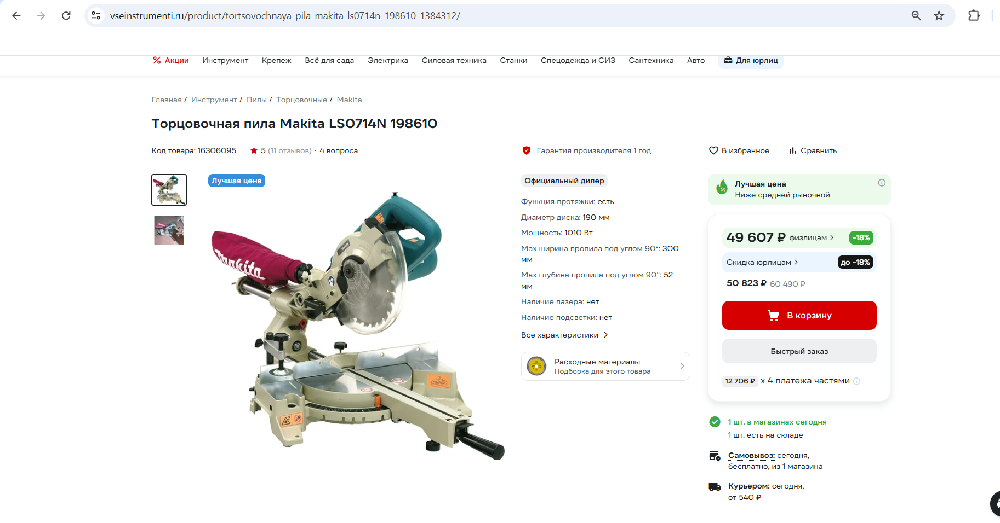 vseinstrumenti.ru/product/tortsovochnaya-pila-makita-ls0714n-198610-1384312/
Акции Инструмент Крепеж Всё для сада Электрика Силовая техника Станки Спецодежда и СИЗ Сантехника Авто Для юрлиц
Главная / Инструмент / Пилы / Торцовочные / Makita
Торцовочная пила Makita LS0714N 198610
Код товара: 16306095 5 (11 отзывов) · 4 вопроса Гарантия производителя 1 год В избранное Сравнить
Лучшая цена
makita
Официальный дилер
Функция протяжки: есть
Диаметр диска: 190 мм
Мощность: 1010 Вт
Max ширина пропила под углом 90°: 300
мм
Max глубина пропила под углом 90°: 52
мм
Наличие лазера: нет
Наличие подсветки: нет
Все характеристики
Расходные материалы
Подборка для этого товара
Лучшая цена
Ниже средней рыночной
49 607 ₽ физлицам -18%
Скидка юрлицам до -18%
50 823 ₽ 60 490 ₽
В корзину
Быстрый заказ
12 706 ₽ х 4 платежа частями
1 шт. в магазинах сегодня
1 шт. есть на складе
Самовывоз: сегодня,
бесплатно, из 1 магазина
Курьером: сегодня,
от 540 ₽